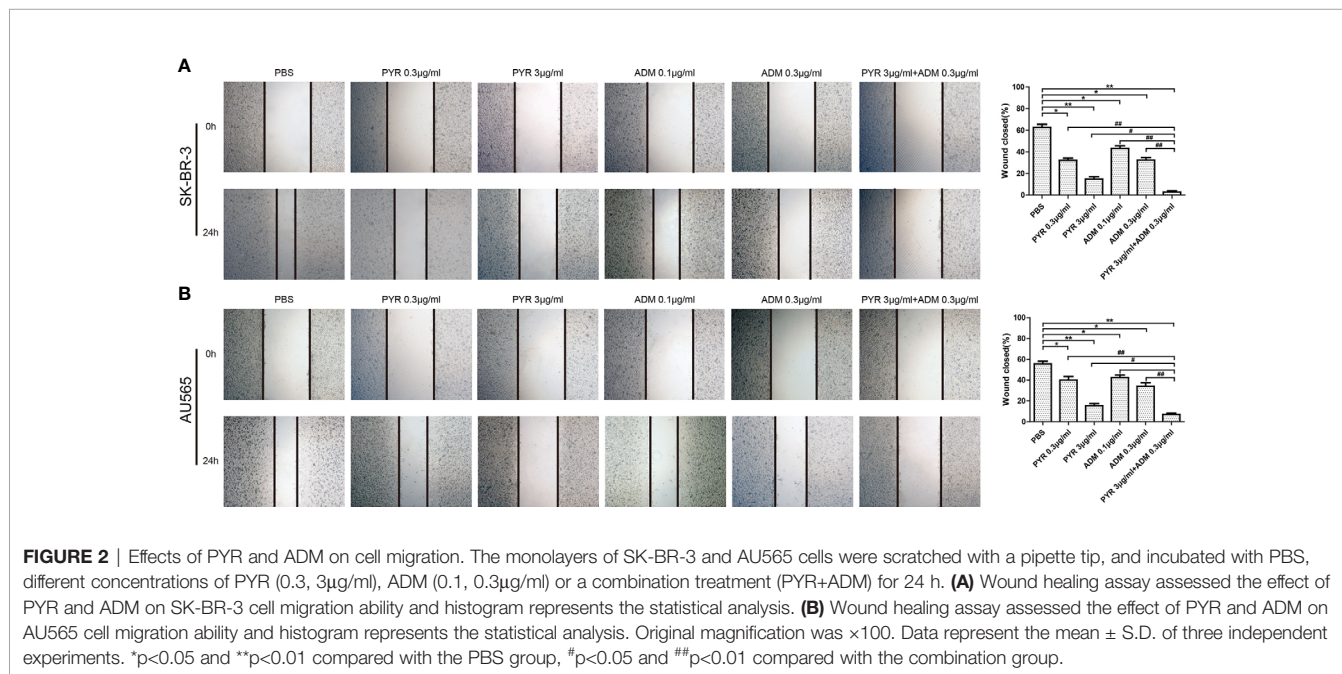 A
PBS
PYR 0.3µg/ml
PYR 3µg/ml
ADM 0.1µg/ml
ADM 0.3µg/ml
PYR 3µg/ml+ADM 0.3µg/ml
SK-BR-3
0h
24h
Wound closed(%)
100
80
60
40
20
0
**
*
*
**
*
##
#
##
##
PBS
PYR 0.3µg/ml
PYR 3µg/ml
ADM 0.1µg/ml
ADM 0.3µg/ml
PYR 3µg/ml+ADM 0.3µg/ml
B
PBS
PYR 0.3µg/ml
PYR 3µg/ml
ADM 0.1µg/ml
ADM 0.3µg/ml
PYR 3µg/ml+ADM 0.3µg/ml
AU565
0h
24h
Wound closed(%)
100
80
60
40
20
0
**
*
*
**
*
##
#
##
PBS
PYR 0.3µg/ml
PYR 3µg/ml
ADM 0.1µg/ml
ADM 0.3µg/ml
PYR 3µg/ml+ADM 0.3µg/ml
FIGURE 2 | Effects of PYR and ADM on cell migration. The monolayers of SK-BR-3 and AU565 cells were scratched with a pipette tip, and incubated with PBS,
different concentrations of PYR (0.3, 3µg/ml), ADM (0.1, 0.3µg/ml) or a combination treatment (PYR+ADM) for 24 h. (A) Wound healing assay assessed the effect of
PYR and ADM on SK-BR-3 cell migration ability and histogram represents the statistical analysis. (B) Wound healing assay assessed the effect of PYR and ADM on
AU565 cell migration ability and histogram represents the statistical analysis. Original magnification was ×100. Data represent the mean ± S.D. of three independent
experiments. *p<0.05 and **p<0.01 compared with the PBS group, #p<0.05 and ##p<0.01 compared with the combination group.